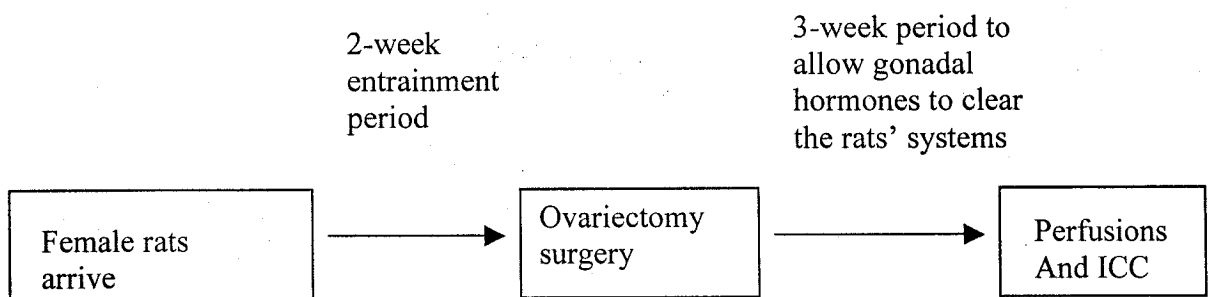 2-week
entrainment
period
3-week period to
allow gonadal
hormones to clear
the rats’ systems
Female rats
arrive
Ovariectomy
surgery
Perfusions
And ICC